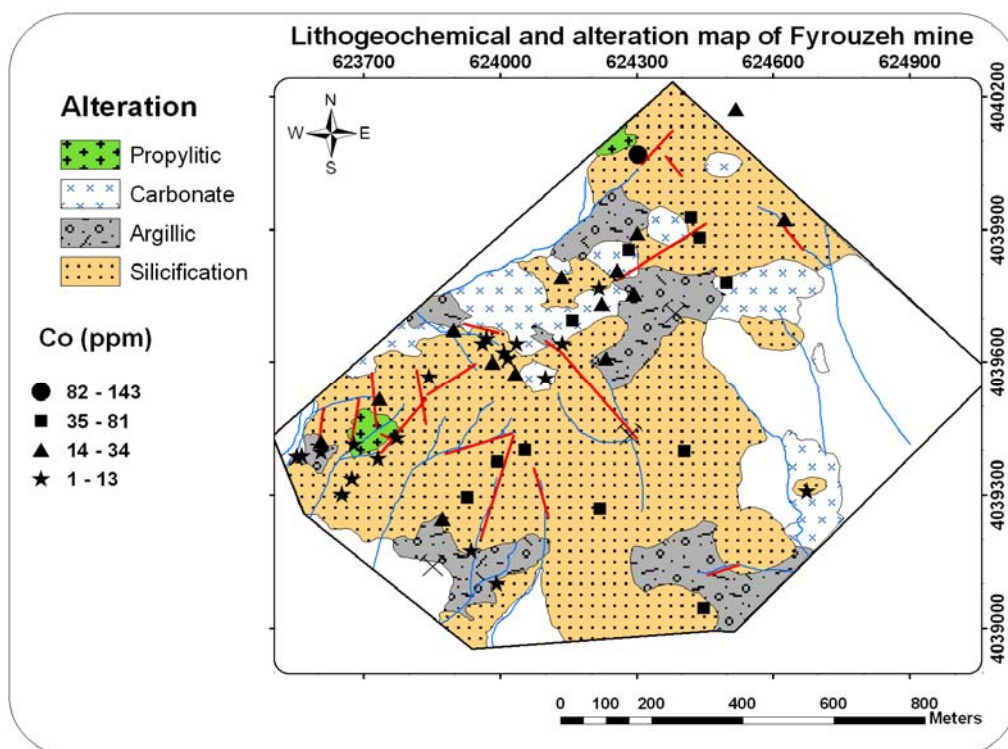 Lithogeochemical and alteration map of Fyrouzeh mine
623700 624000 624300 624600 624900
4040200
4039900
4039600
4039300
4039000
N
W E
S
Alteration
Propylitic
Carbonate
Argillic
Silicification
Co (ppm)
82 - 143
35 - 81
14 - 34
1 - 13
0 100 200 400 600 800
Meters